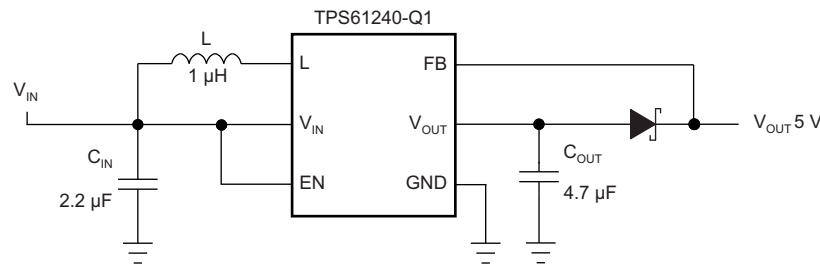 TPS61240-Q1
L
1 µH
L
FB
V_IN
V_IN
V_OUT
V_OUT 5 V
C_IN
2.2 µF
EN
GND
C_OUT
4.7 µF